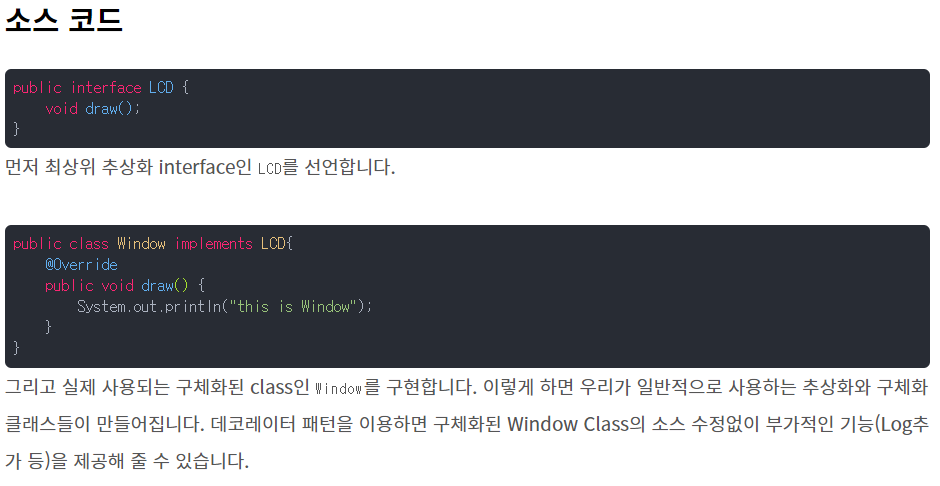 소스 코드
public interface LCD {
    void draw();
}
먼저 최상위 추상화 interface인 LCD를 선언합니다.
public class Window implements LCD{
    @Override
    public void draw() {
        System.out.println("this is Window");
    }
}
그리고 실제 사용되는 구체화된 class인 Window를 구현합니다. 이렇게 하면 우리가 일반적으로 사용하는 추상화와 구체화
클래스들이 만들어집니다. 데코레이터 패턴을 이용하면 구체화된 Window Class의 소스 수정없이 부가적인 기능(Log추
가 등)을 제공해 줄 수 있습니다.